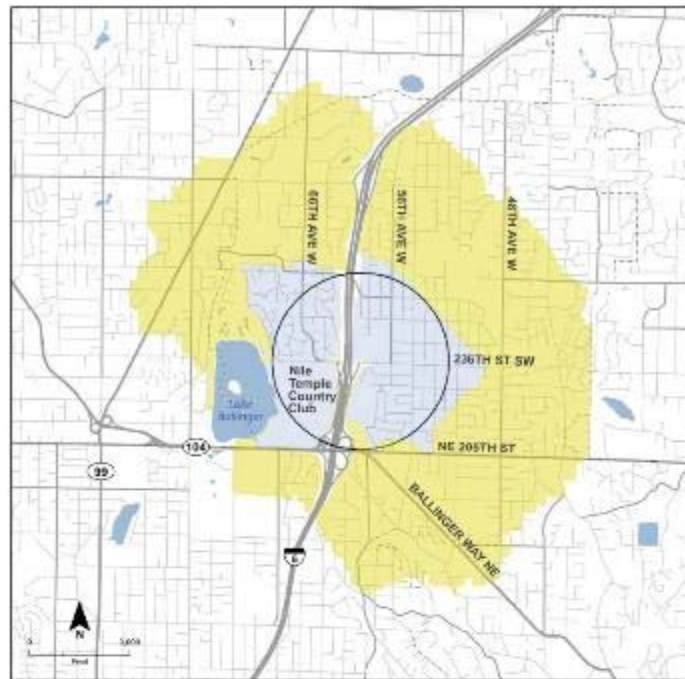 60TH AVE W
56TH AVE W
48TH AVE W
236TH ST SW
Nile
Temple
Country
Club
Lake
Ballinger
104
NE 205TH ST
99
BALLINGER WAY NE
5
N
0
Feet